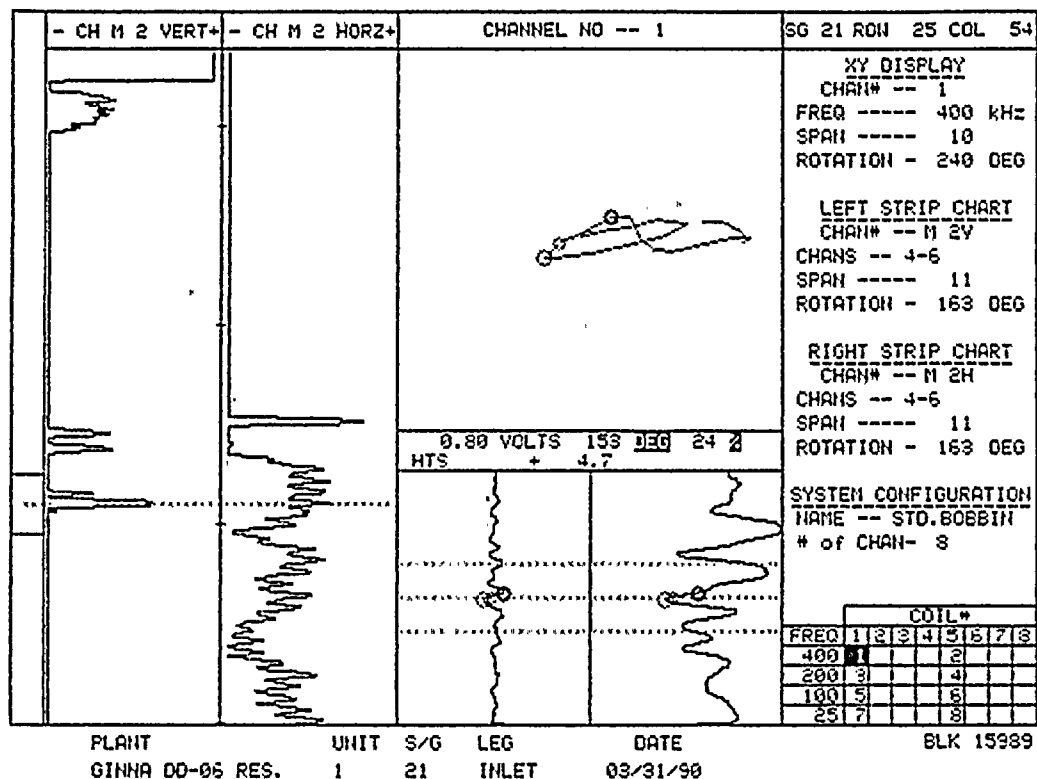 - CH M 2 VERT+ - CH M 2 HORZ+ CHANNEL NO -- 1 SG 21 ROW 25 COL 54
XY DISPLAY
CHAN# -- 1
FREQ ----- 400 kHz
SPAN ----- 10
ROTATION - 240 DEG
LEFT STRIP CHART
CHAN# -- M 2V
CHANS -- 4-6
SPAN ----- 11
ROTATION - 163 DEG
RIGHT STRIP CHART
CHAN# -- M 2H
CHANS -- 4-6
SPAN ----- 11
ROTATION - 163 DEG
0.80 VOLTS 153 DEG 24 %
HTS + 4.7
SYSTEM CONFIGURATION
NAME -- STD.BOBBIN
# of CHAN- 8
COIL#
FREQ 1 2 3 4 5 6 7 8
400 1 2
200 3 4
100 5 6
25 7 8
PLANT UNIT S/G LEG DATE BLK 15989
GINNA DD-06 RES. 1 21 INLET 03/31/90